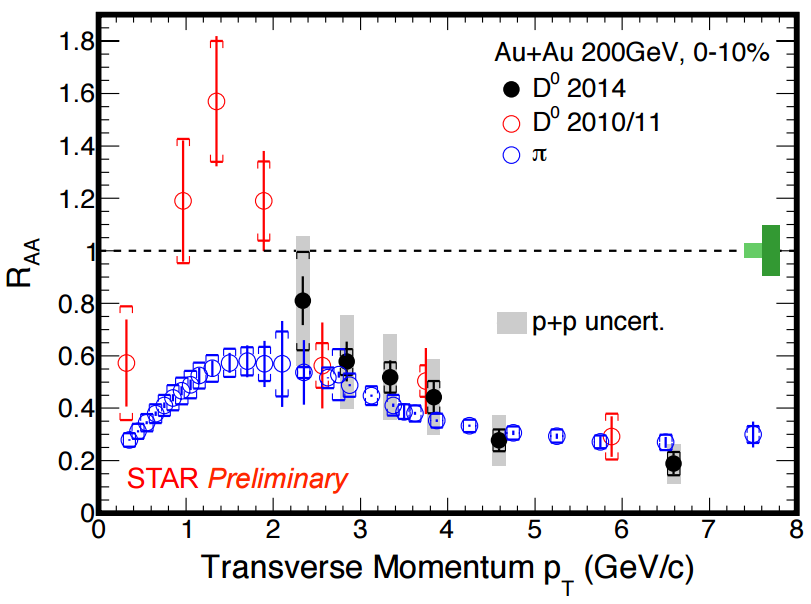 1.8
1.6
1.4
1.2
1
0.8
0.6
0.4
0.2
0
R_AA
Au+Au 200GeV, 0-10%
D⁰ 2014
D⁰ 2010/11
π
p+p uncert.
STAR Preliminary
0 1 2 3 4 5 6 7 8
Transverse Momentum p_T (GeV/c)